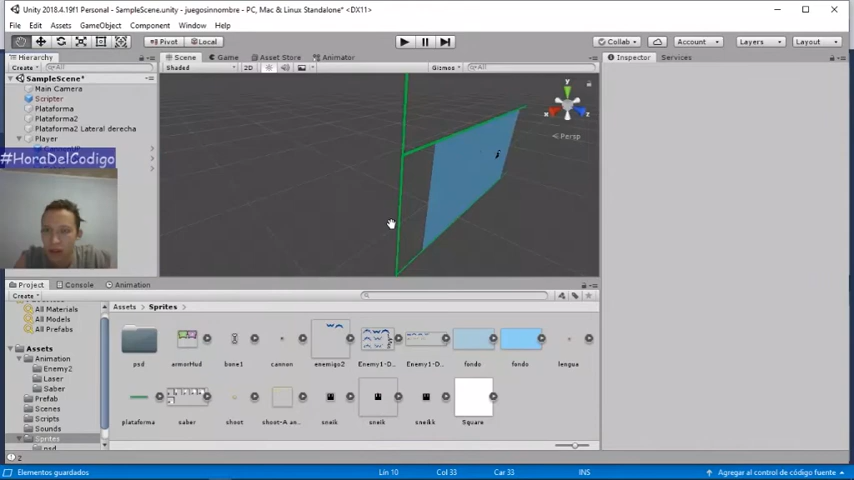 Unity 2018.4.19f1 Personal - SampleScene.unity - juegosinnombre - PC, Mac & Linux Standalone* <DX11>
File Edit Assets GameObject Component Window Help
Pivot Local Collab Account Layers Layout
Hierarchy Scene Game Asset Store Animator Inspector Services
Create All Shaded 2D Gizmos All
SampleScene*
Main Camera
Scripter
Plataforma
Plataforma2
Plataforma2 Lateral derecha
Player
#HoraDelCodigo
y
x z
Persp
Project Console Animation
Create
All Materials
All Models
All Prefabs
Assets
Animation
Enemy2
Laser
Saber
Prefab
Scenes
Scripts
Sounds
Sprites
psd
Assets Sprites
psd armorHud bone1 cannon enemigo2 Enemy1-D... Enemy1-D... fondo fondo lengua
plataforma saber shoot shoot-A an... sneik sneik sneikk Square
2
Elementos guardados Lín 10 Col 33 Car 33 INS Agregar al control de código fuente